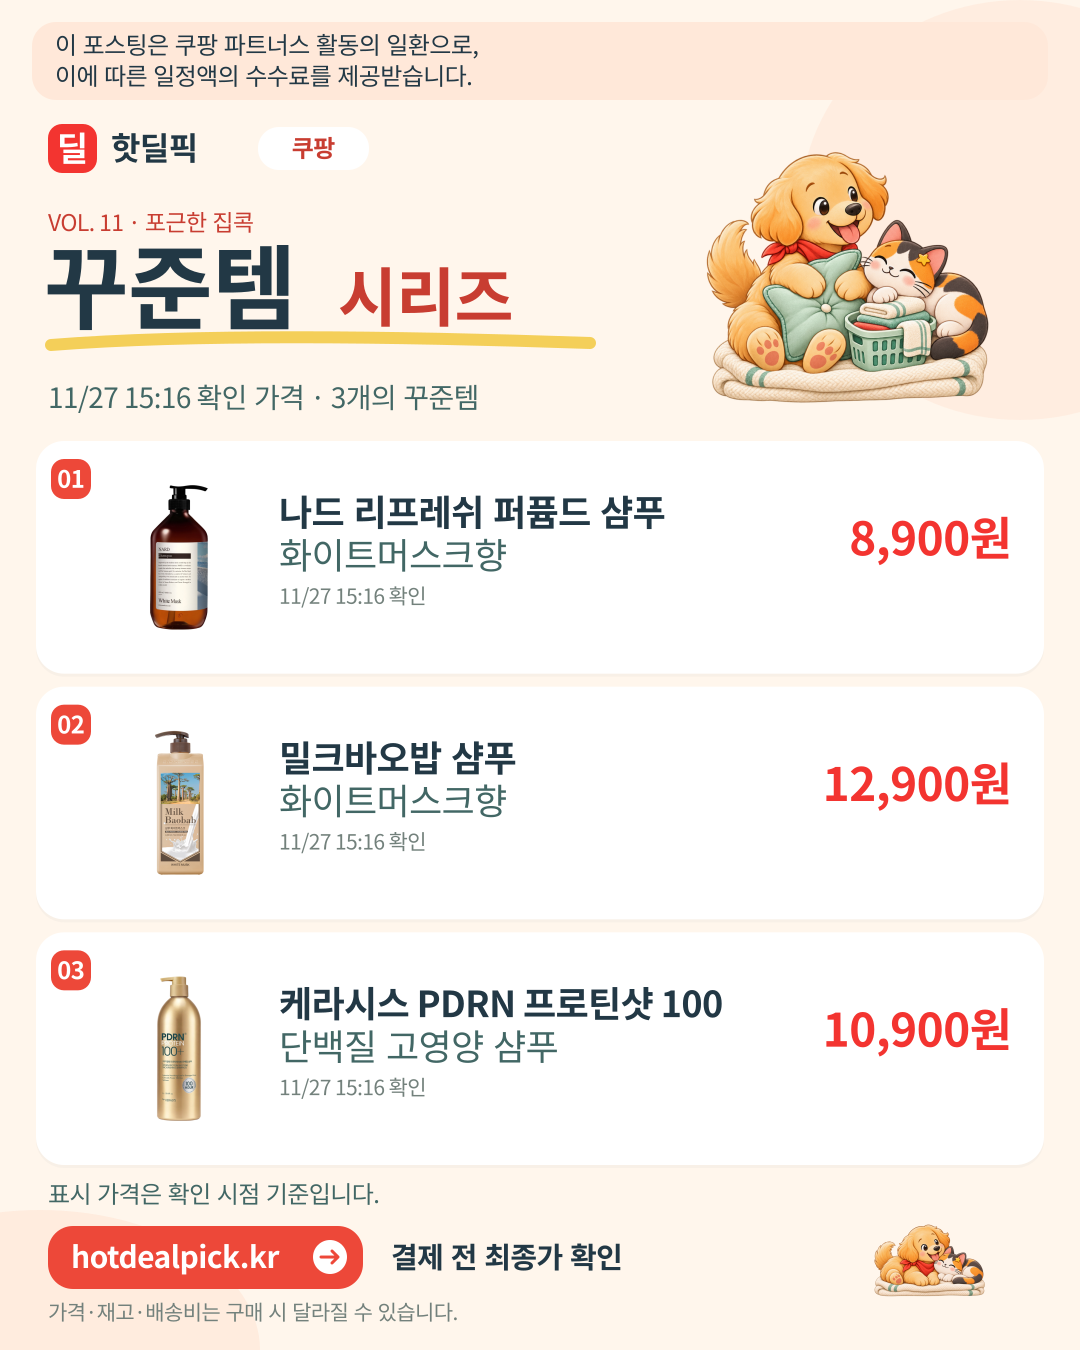 이 포스팅은 쿠팡 파트너스 활동의 일환으로,
이에 따른 일정액의 수수료를 제공받습니다.
딜 핫딜픽 쿠팡
VOL. 11 · 포근한 집콕
꾸준템 시리즈
11/27 15:16 확인 가격 · 3개의 꾸준템
01
나드 리프레쉬 퍼퓸드 샴푸
화이트머스크향
11/27 15:16 확인
8,900원
White Musk
02
밀크바오밥 샴푸
화이트머스크향
11/27 15:16 확인
12,900원
Milk
Baobab
03
케라시스 PDRN 프로틴샷 100
단백질 고영양 샴푸
11/27 15:16 확인
10,900원
PDRN
100
표시 가격은 확인 시점 기준입니다.
hotdealpick.kr 결제 전 최종가 확인
가격·재고·배송비는 구매 시 달라질 수 있습니다.